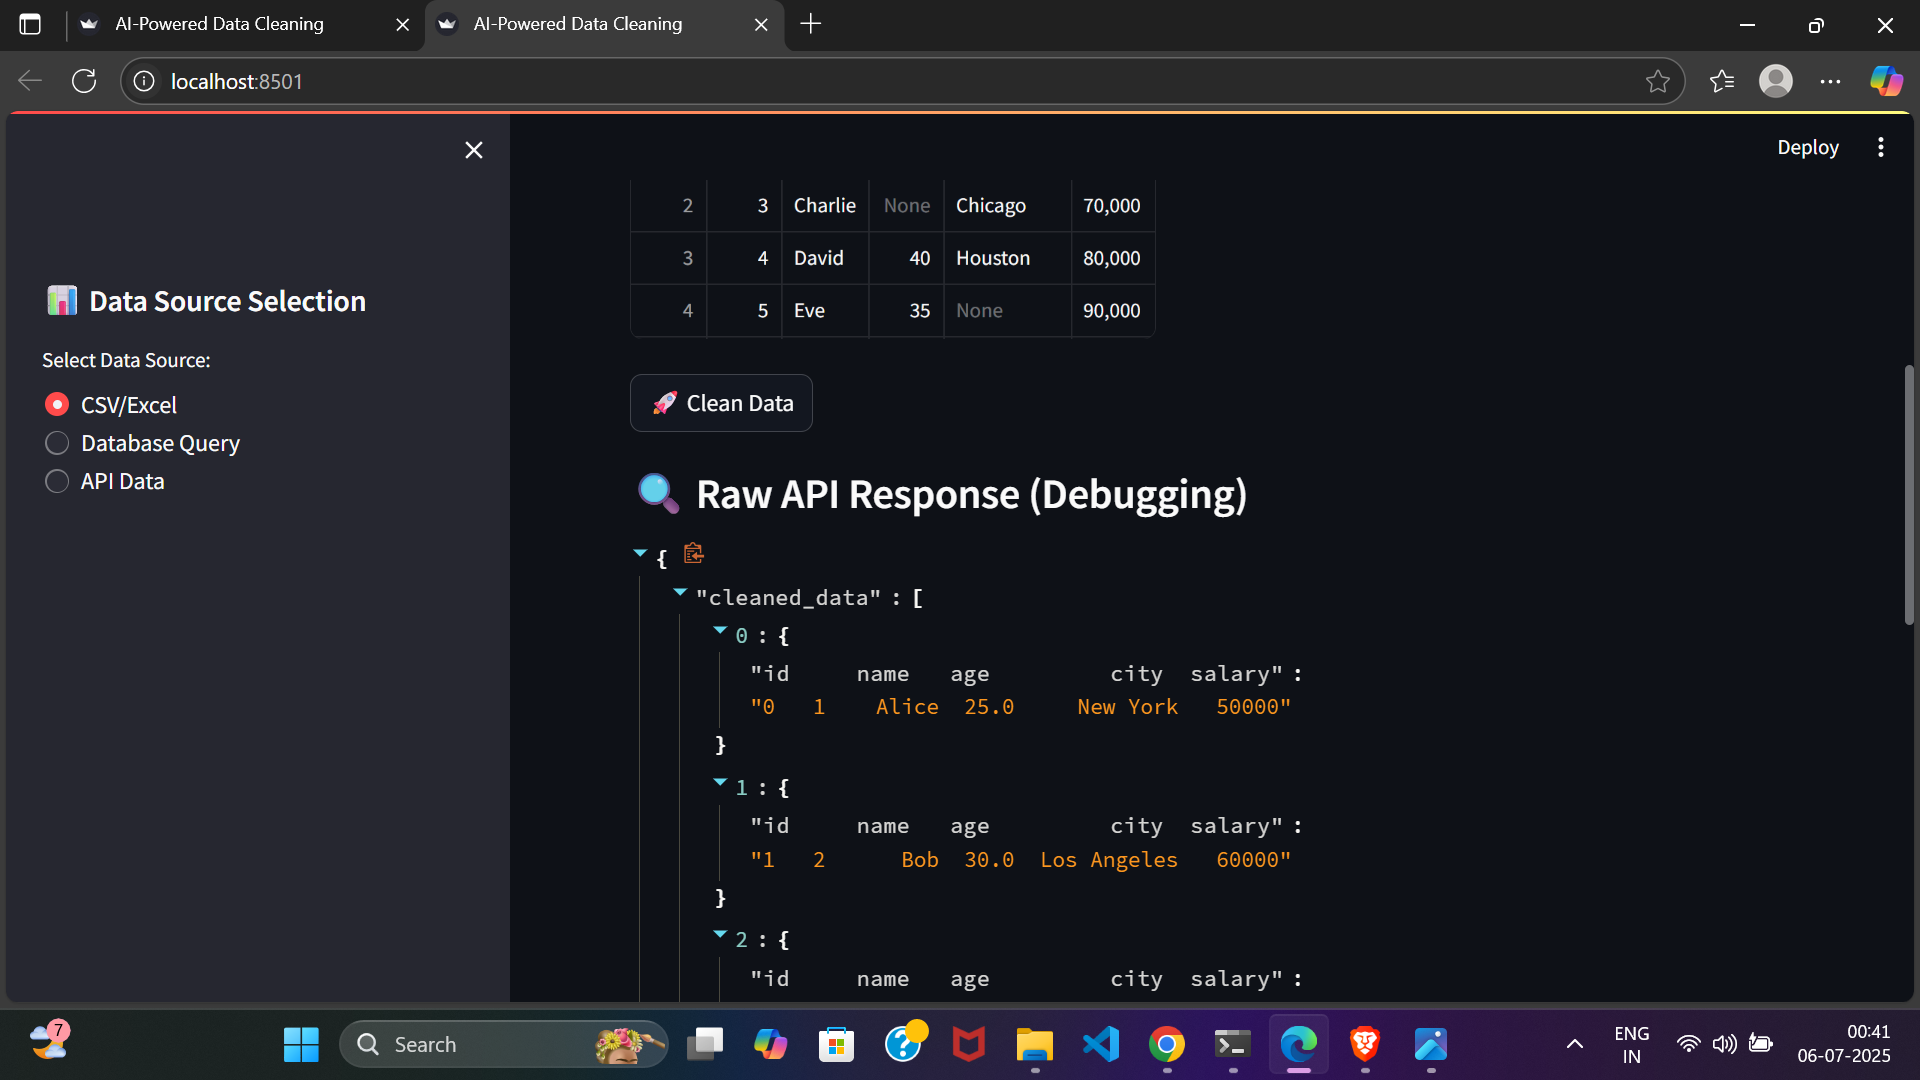 AI-Powered Data Cleaning
AI-Powered Data Cleaning
localhost:8501
Deploy
Data Source Selection
Select Data Source:
CSV/Excel
Database Query
API Data
2 3 Charlie None Chicago 70,000
3 4 David 40 Houston 80,000
4 5 Eve 35 None 90,000
🚀 Clean Data
🔍 Raw API Response (Debugging)
{
"cleaned_data" : [
0 : {
"id name age city salary" :
"0 1 Alice 25.0 New York 50000"
}
1 : {
"id name age city salary" :
"1 2 Bob 30.0 Los Angeles 60000"
}
2 : {
"id name age city salary" :
7
Search
ENG
IN
00:41
06-07-2025